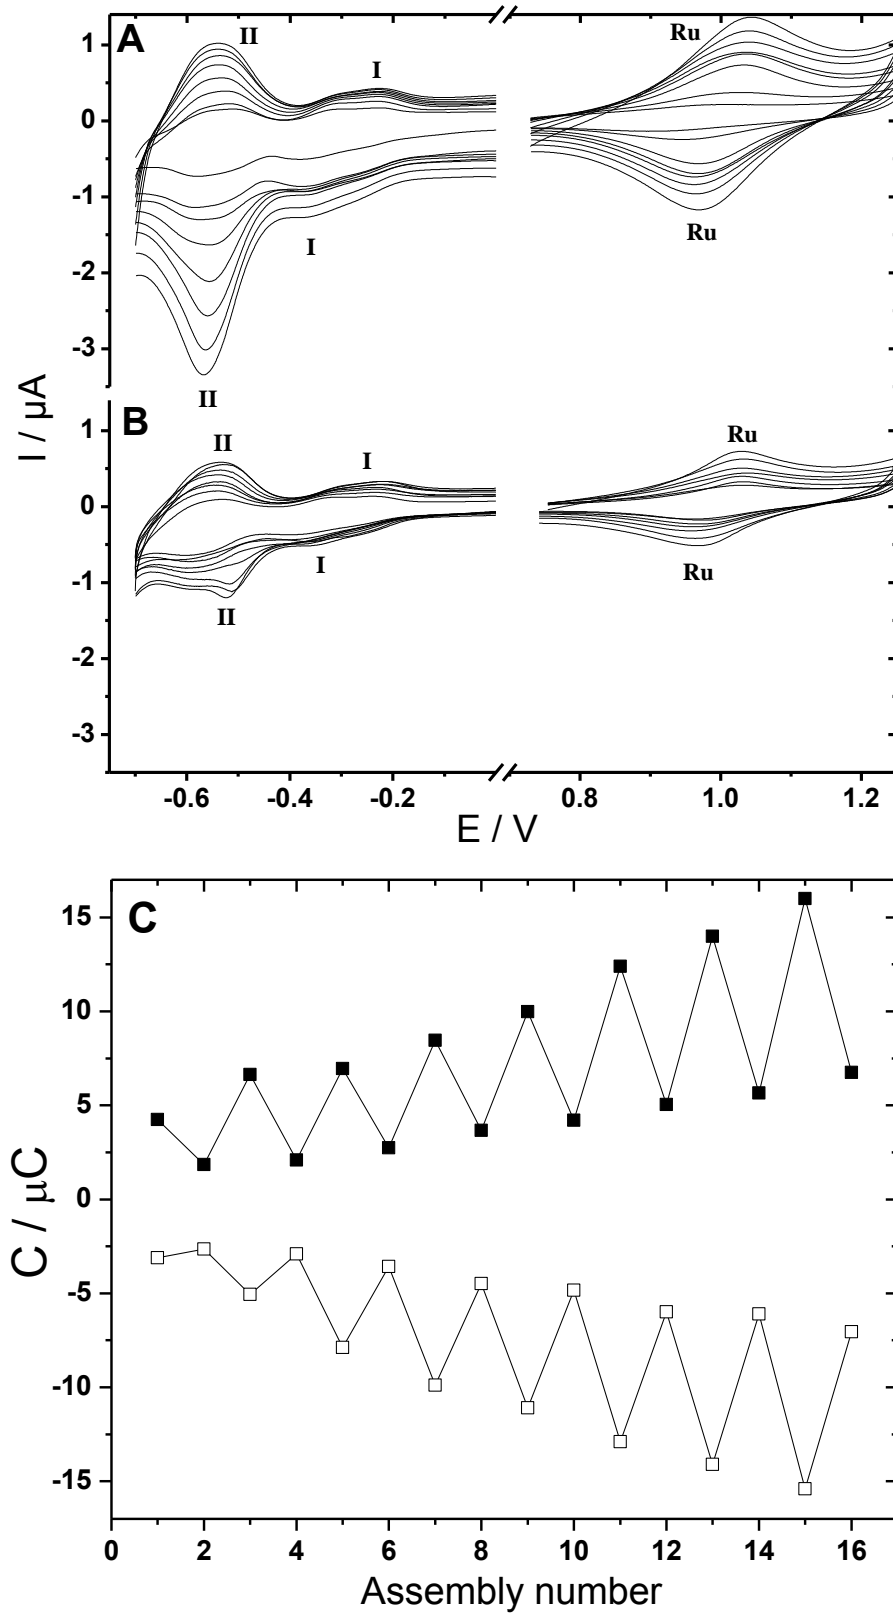 A
II
I
Ru
1
0
-1
-2
-3
I
Ru
II
I / µA
B
II
I
Ru
1
0
-1
-2
-3
I
Ru
II
-0.6 -0.4 -0.2 0.8 1.0 1.2
E / V
C
15
10
5
0
-5
-10
-15
C / µC
0 2 4 6 8 10 12 14 16
Assembly number